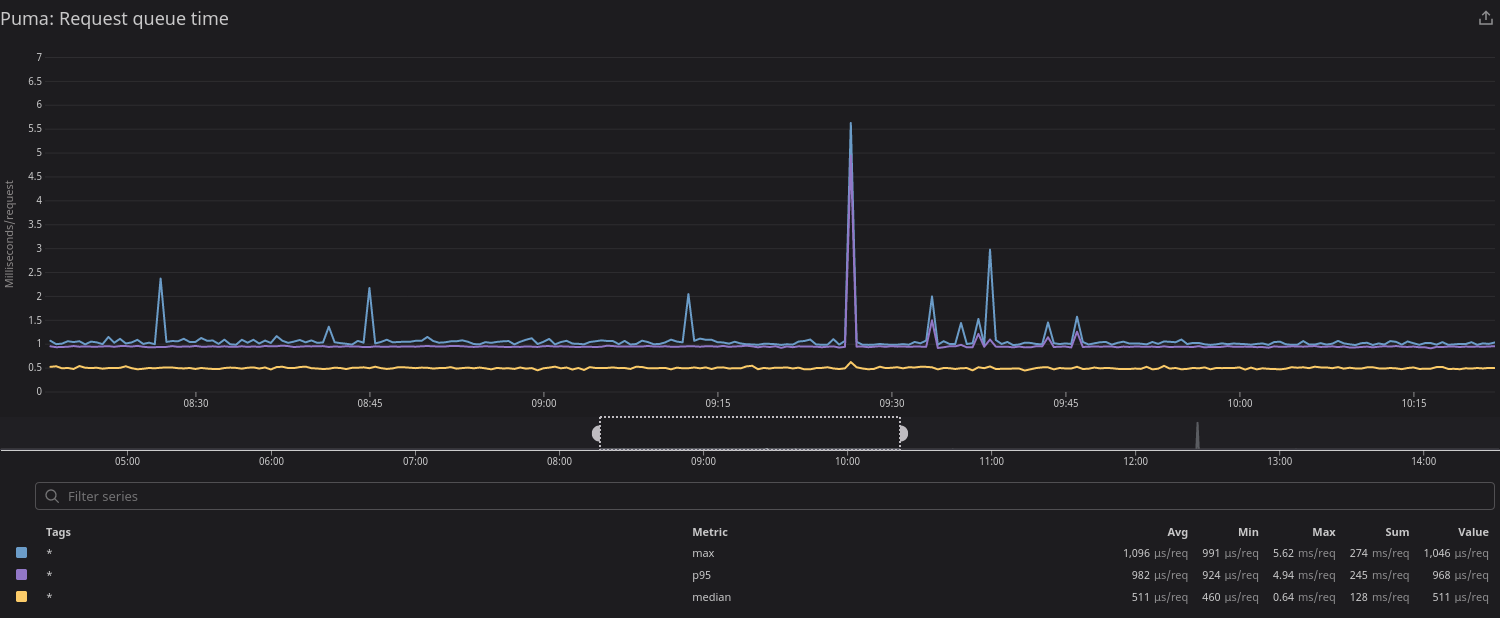 Puma: Request queue time
Milliseconds/request
7
6.5
6
5.5
5
4.5
4
3.5
3
2.5
2
1.5
1
0.5
0
08:30 08:45 09:00 09:15 09:30 09:45 10:00 10:15
05:00 06:00 07:00 08:00 09:00 10:00 11:00 12:00 13:00 14:00
Filter series
Tags Metric Avg Min Max Sum Value
* max 1,096 µs/req 991 µs/req 5.62 ms/req 274 ms/req 1,046 µs/req
* p95 982 µs/req 924 µs/req 4.94 ms/req 245 ms/req 968 µs/req
* median 511 µs/req 460 µs/req 0.64 ms/req 128 ms/req 511 µs/req